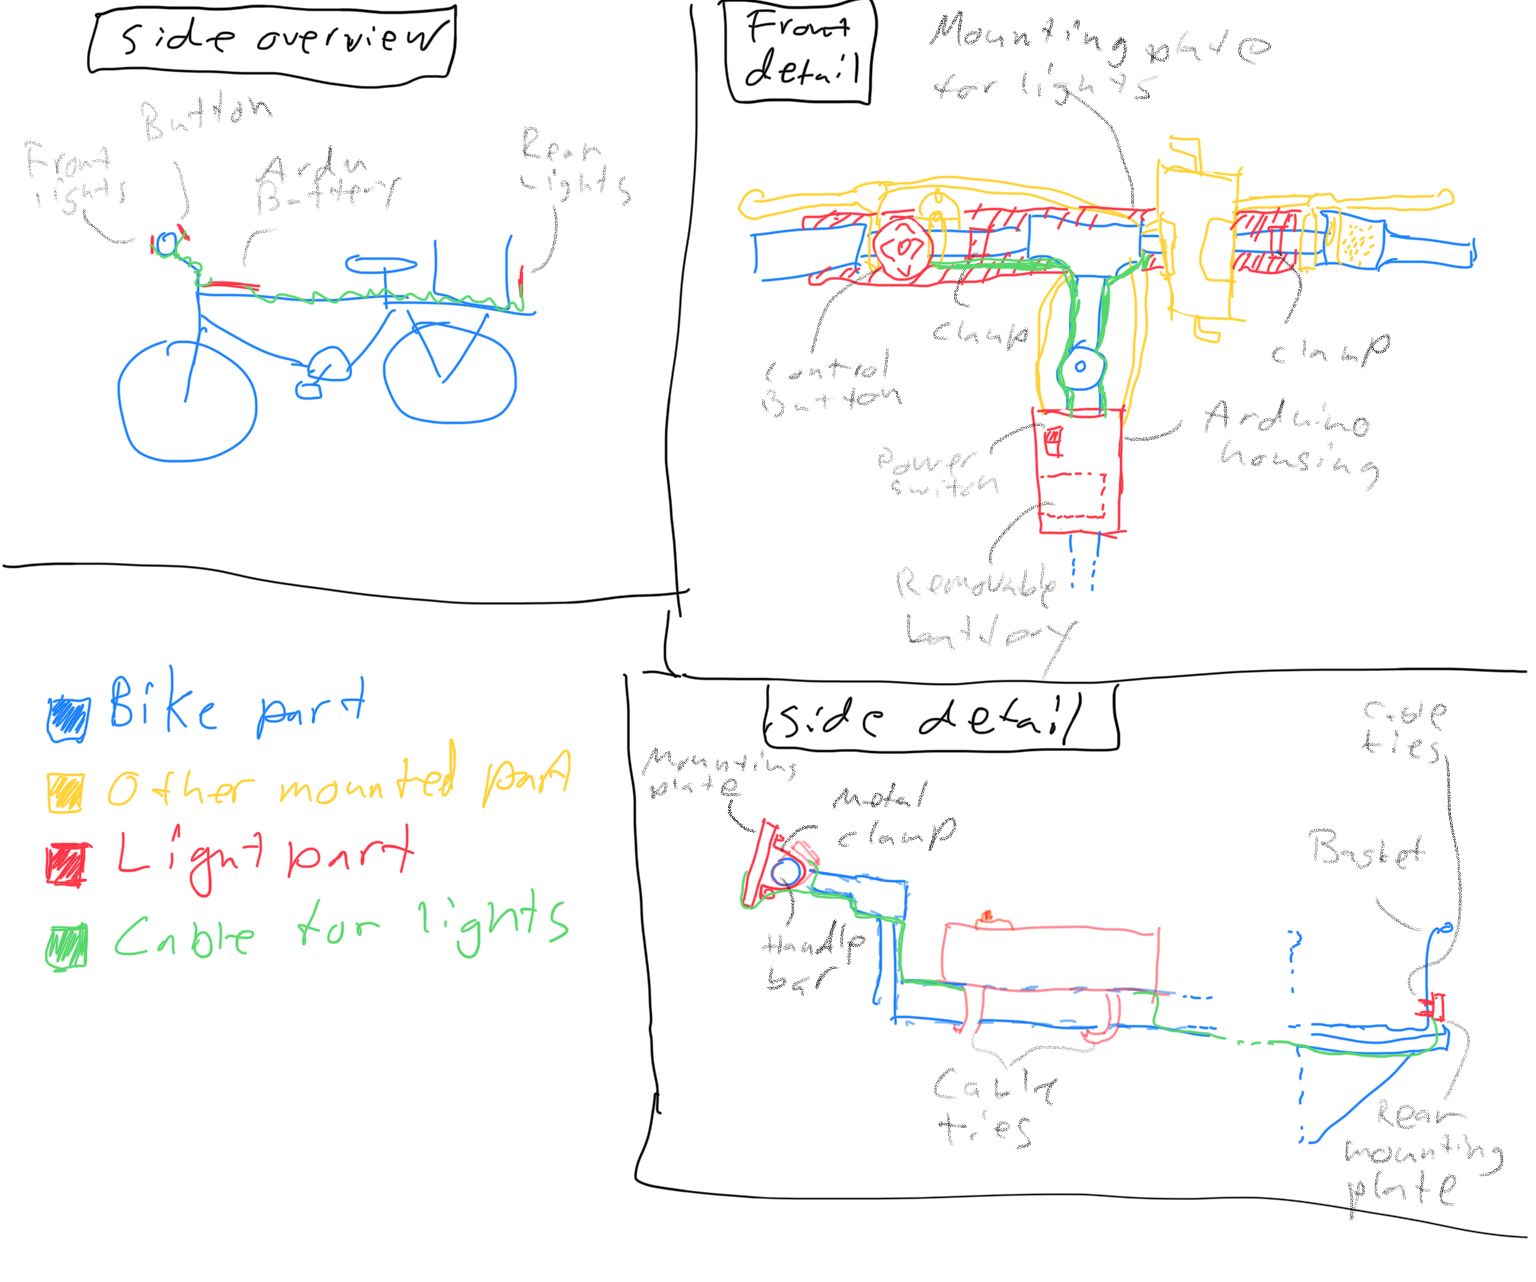 side overview
Button
Front
lights
Ardu
Battery
Rear
Lights
Front
detail
Mounting plate
for lights
clamp
clamp
Control
Button
Arduino
housing
Power
switch
Removable
battery
Bike part
Other mounted part
Light part
Cable for lights
side detail
Mounting
plate
Metal
clamp
Handle
bar
Cable
ties
Cable
ties
Basket
Rear
mounting
plate